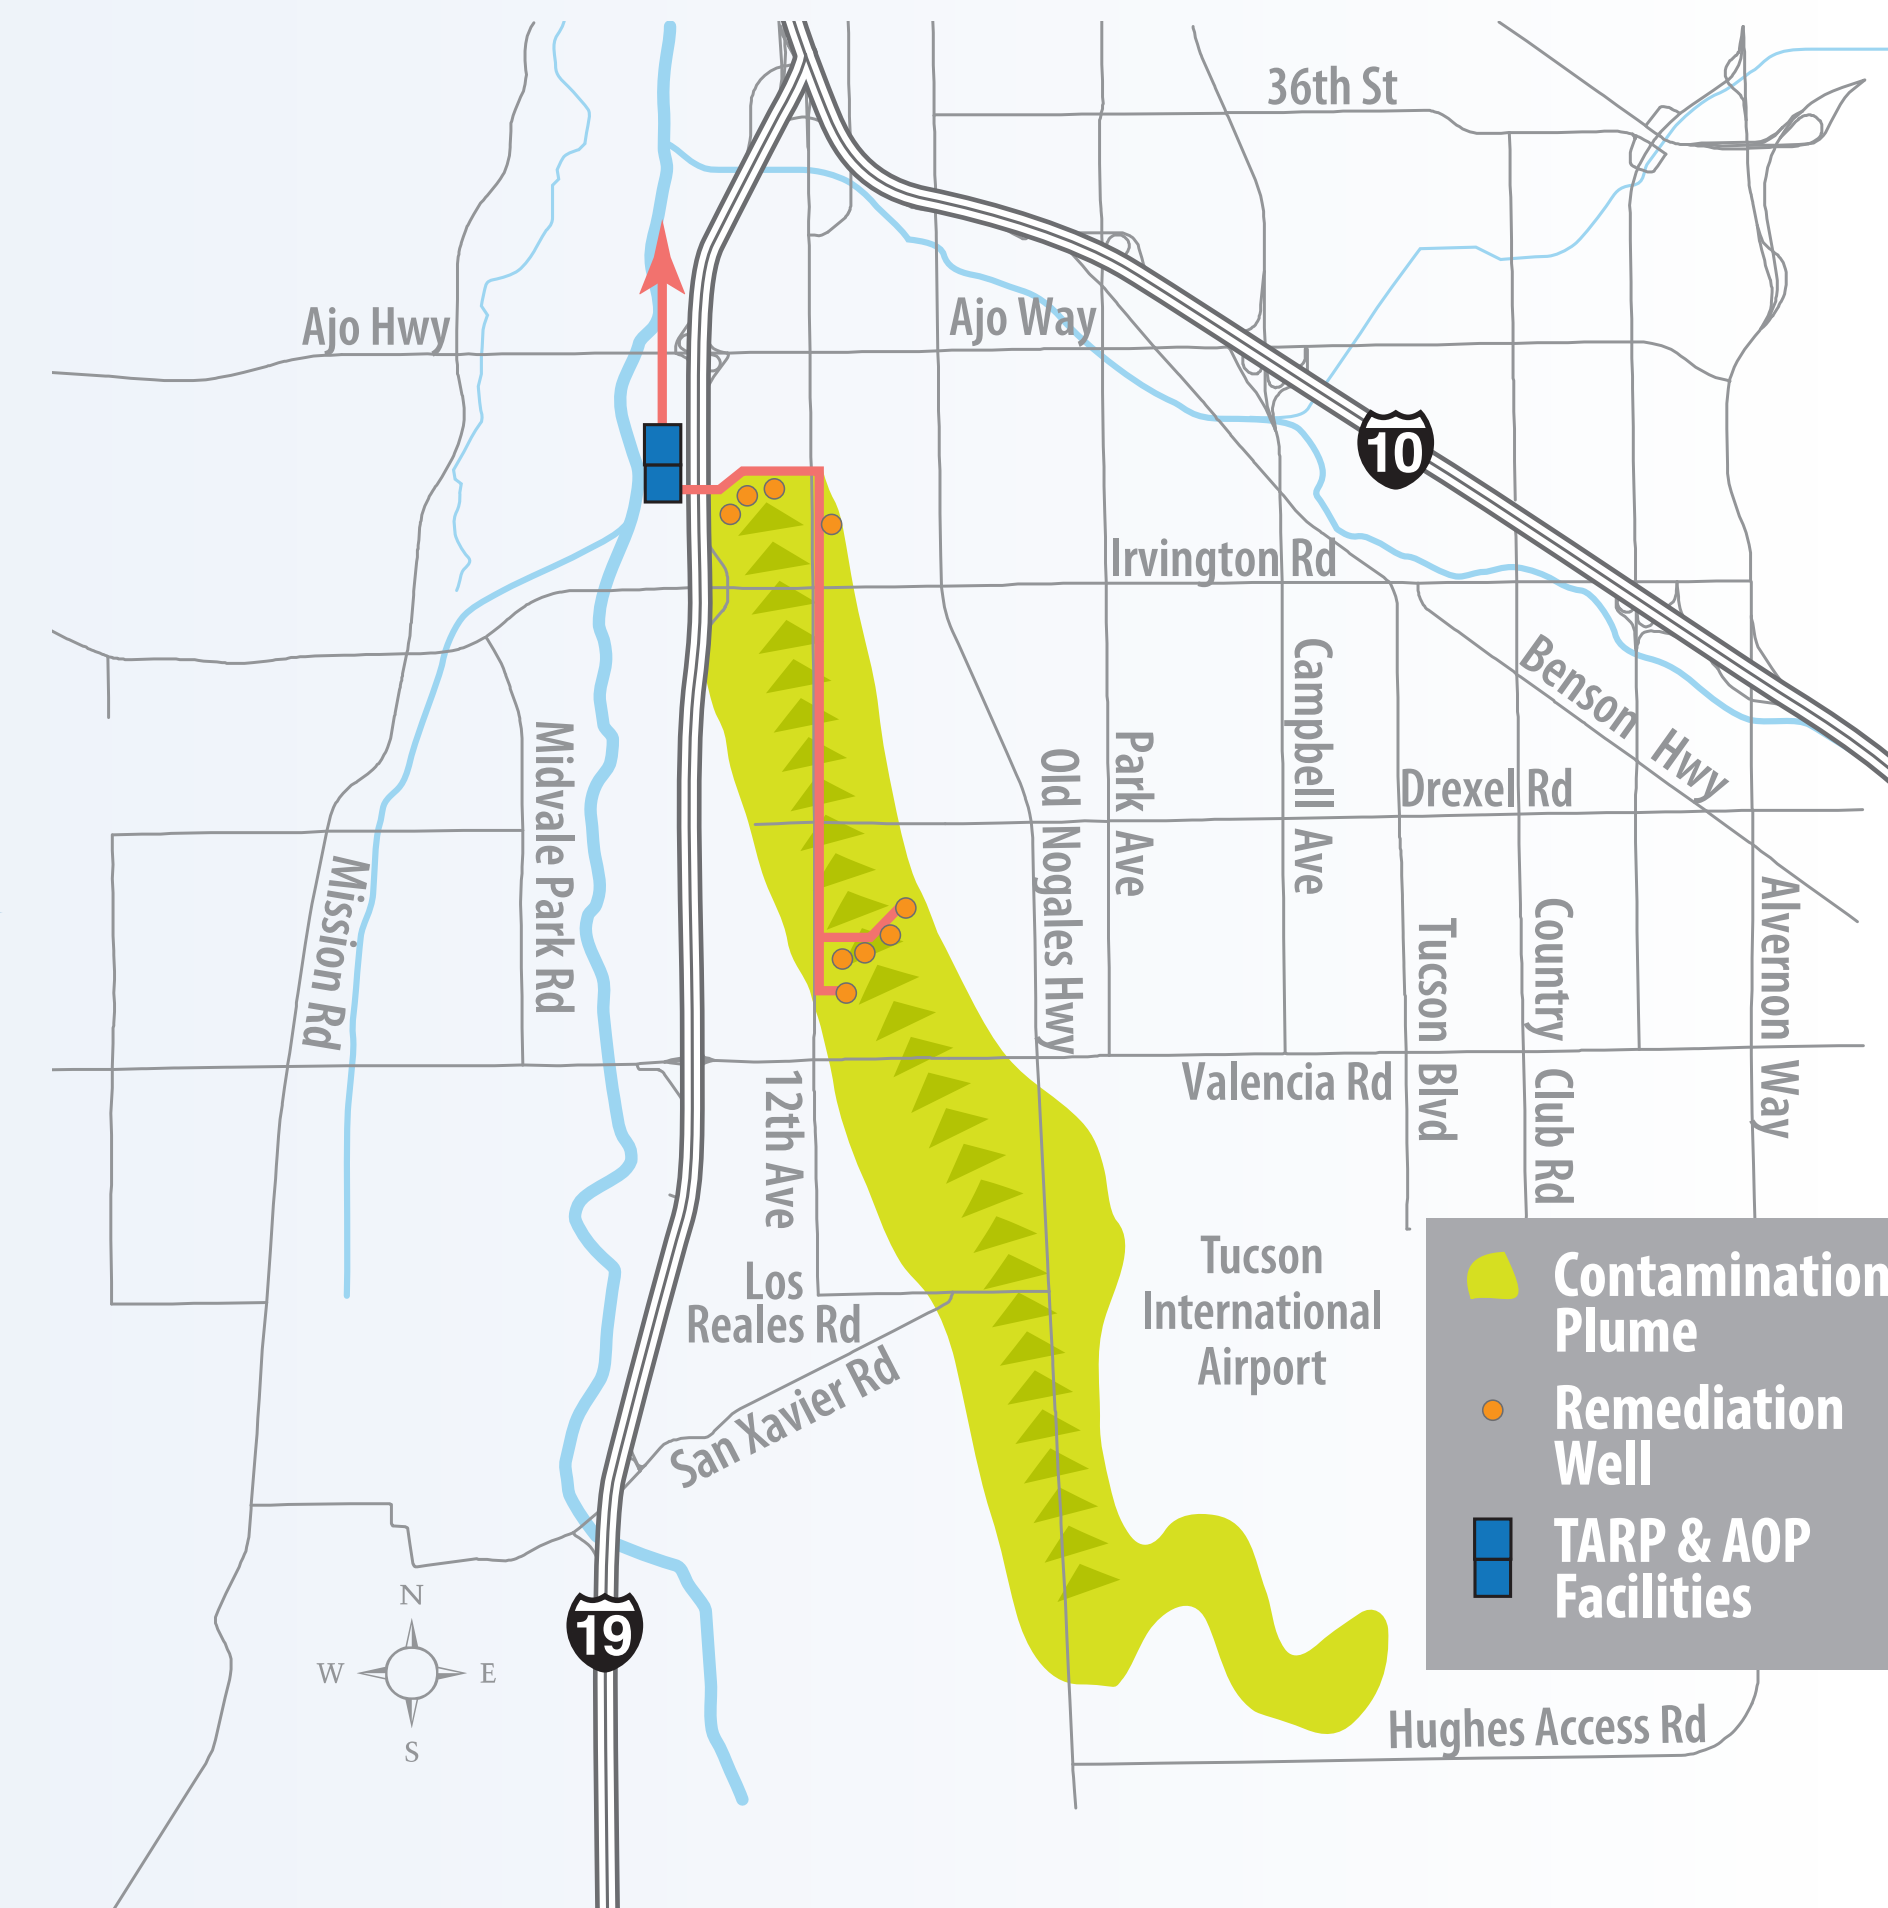 36th St
Ajo Hwy
Ajo Way
10
Irvington Rd
Benson Hwy
Campbell Ave
Midvale Park Rd
Old Nogales Hwy
Park Ave
Drexel Rd
Mission Rd
Tucson Blvd
Country Club Rd
Alvernon Way
Valencia Rd
12th Ave
Los
Reales Rd
Tucson
International
Airport
San Xavier Rd
Contamination
Plume
Remediation
Well
TARP & AOP
Facilities
N
W
E
S
19
Hughes Access Rd